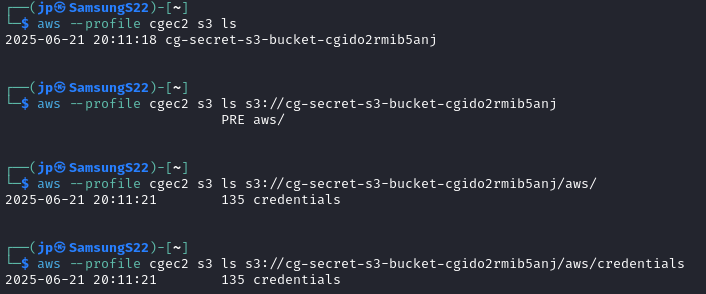 ┌──(jp㉿SamsungS22)-[~]
└─$ aws --profile cgec2 s3 ls
2025-06-21 20:11:18 cg-secret-s3-bucket-cgido2rmib5anj
┌──(jp㉿SamsungS22)-[~]
└─$ aws --profile cgec2 s3 ls s3://cg-secret-s3-bucket-cgido2rmib5anj
                           PRE aws/
┌──(jp㉿SamsungS22)-[~]
└─$ aws --profile cgec2 s3 ls s3://cg-secret-s3-bucket-cgido2rmib5anj/aws/
2025-06-21 20:11:21        135 credentials
┌──(jp㉿SamsungS22)-[~]
└─$ aws --profile cgec2 s3 ls s3://cg-secret-s3-bucket-cgido2rmib5anj/aws/credentials
2025-06-21 20:11:21        135 credentials